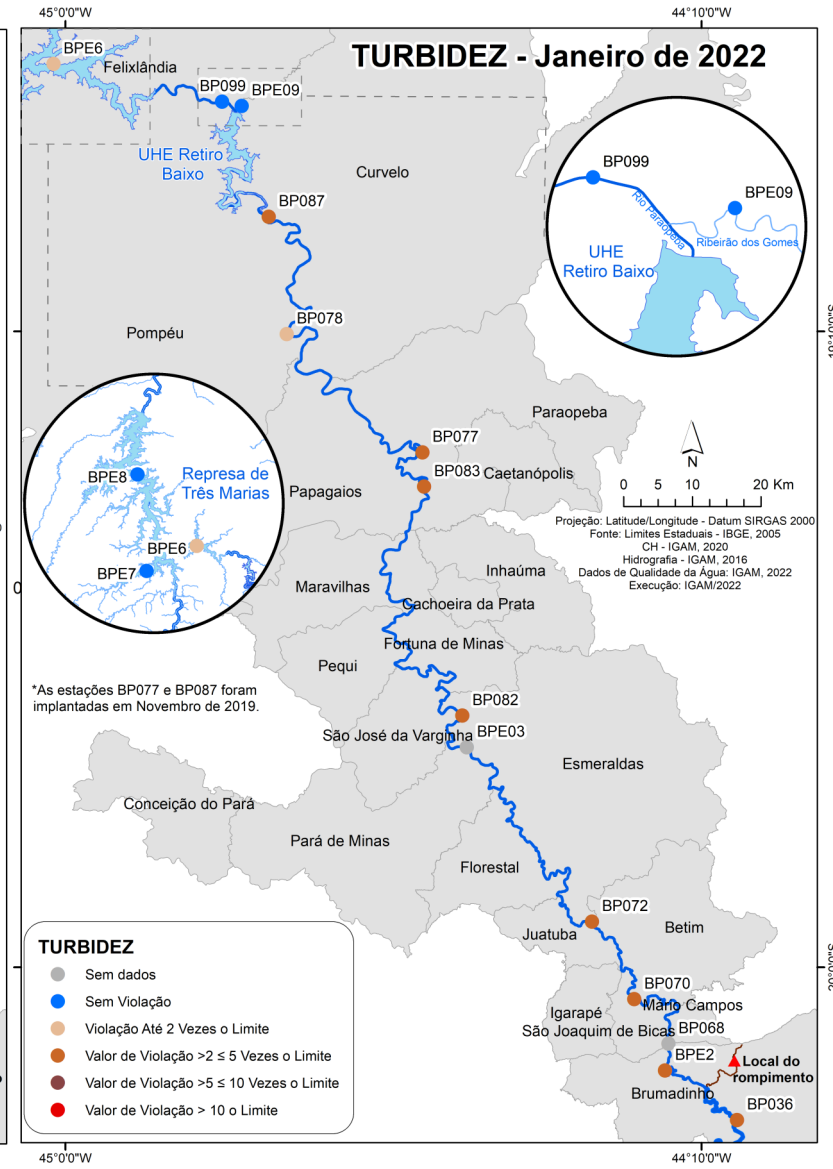 45°0'0"W
44°10'0"W
TURBIDEZ - Janeiro de 2022
BPE6
Felixlândia
BP099
BPE09
UHE Retiro
Baixo
Curvelo
BP087
BP099
BPE09
Rio Paraopeba
Ribeirão dos Gomes
UHE
Retiro Baixo
BP078
Pompéu
19°10'0"S
Paraopeba
BP077
Caetanópolis
BP083
Papagaios
N
0 5 10 20 Km
Projeção: Latitude/Longitude - Datum SIRGAS 2000
Fonte: Limites Estaduais - IBGE, 2005
CH - IGAM, 2020
Hidrografia - IGAM, 2016
Dados de Qualidade da Água: IGAM, 2022
Execução: IGAM/2022
BPE8
Represa de
Três Marias
BPE6
BPE7
Inhaúma
Maravilhas
Cachoeira da Prata
Fortuna de Minas
Pequi
*As estações BP077 e BP087 foram
implantadas em Novembro de 2019.
BP082
São José da Varginha
BPE03
Esmeraldas
Conceição do Pará
Pará de Minas
Florestal
BP072
Juatuba
Betim
BP070
Mário Campos
Igarapé
São Joaquim de Bicas
BP068
BPE2
Local do
rompimento
Brumadinho
BP036
TURBIDEZ
Sem dados
Sem Violação
Violação Até 2 Vezes o Limite
Valor de Violação >2 ≤ 5 Vezes o Limite
Valor de Violação >5 ≤ 10 Vezes o Limite
Valor de Violação > 10 o Limite
45°0'0"W
44°10'0"W